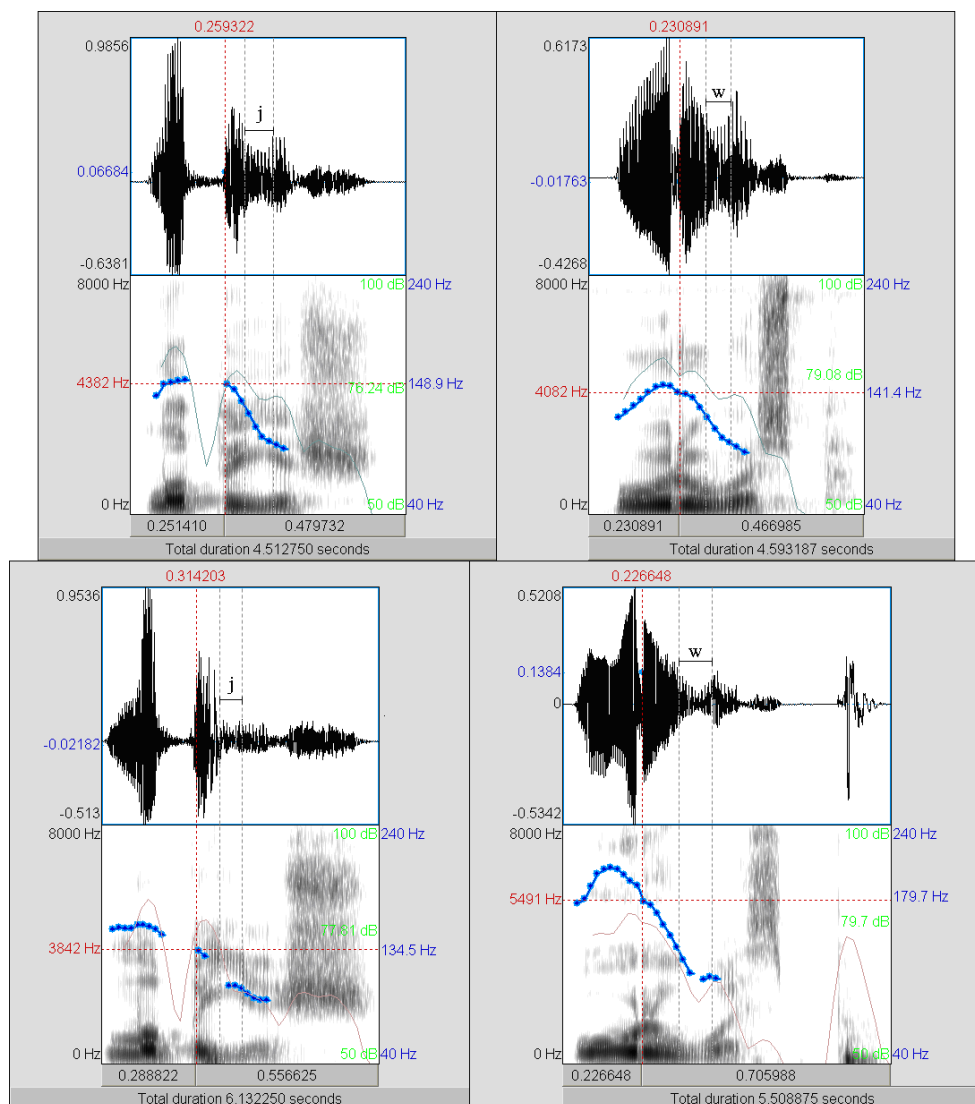 0.259322
0.9856
j
0.06684
-0.6381
8000 Hz
100 dB
240 Hz
4382 Hz
76.24 dB
148.9 Hz
0 Hz
50 dB
40 Hz
0.251410
0.479732
Total duration 4.512750 seconds
0.230891
0.6173
w
-0.01763
-0.4268
8000 Hz
100 dB
240 Hz
79.08 dB
4082 Hz
141.4 Hz
0 Hz
50 dB
40 Hz
0.230891
0.466985
Total duration 4.593187 seconds
0.314203
0.9536
j
-0.02182
-0.513
8000 Hz
100 dB
240 Hz
77.81 dB
3842 Hz
134.5 Hz
0 Hz
50 dB
40 Hz
0.288822
0.556625
Total duration 6.132250 seconds
0.226648
0.5208
w
0.1384
0
-0.5342
8000 Hz
100 dB
240 Hz
5491 Hz
179.7 Hz
79.7 dB
0 Hz
50 dB
40 Hz
0.226648
0.705988
Total duration 5.508875 seconds